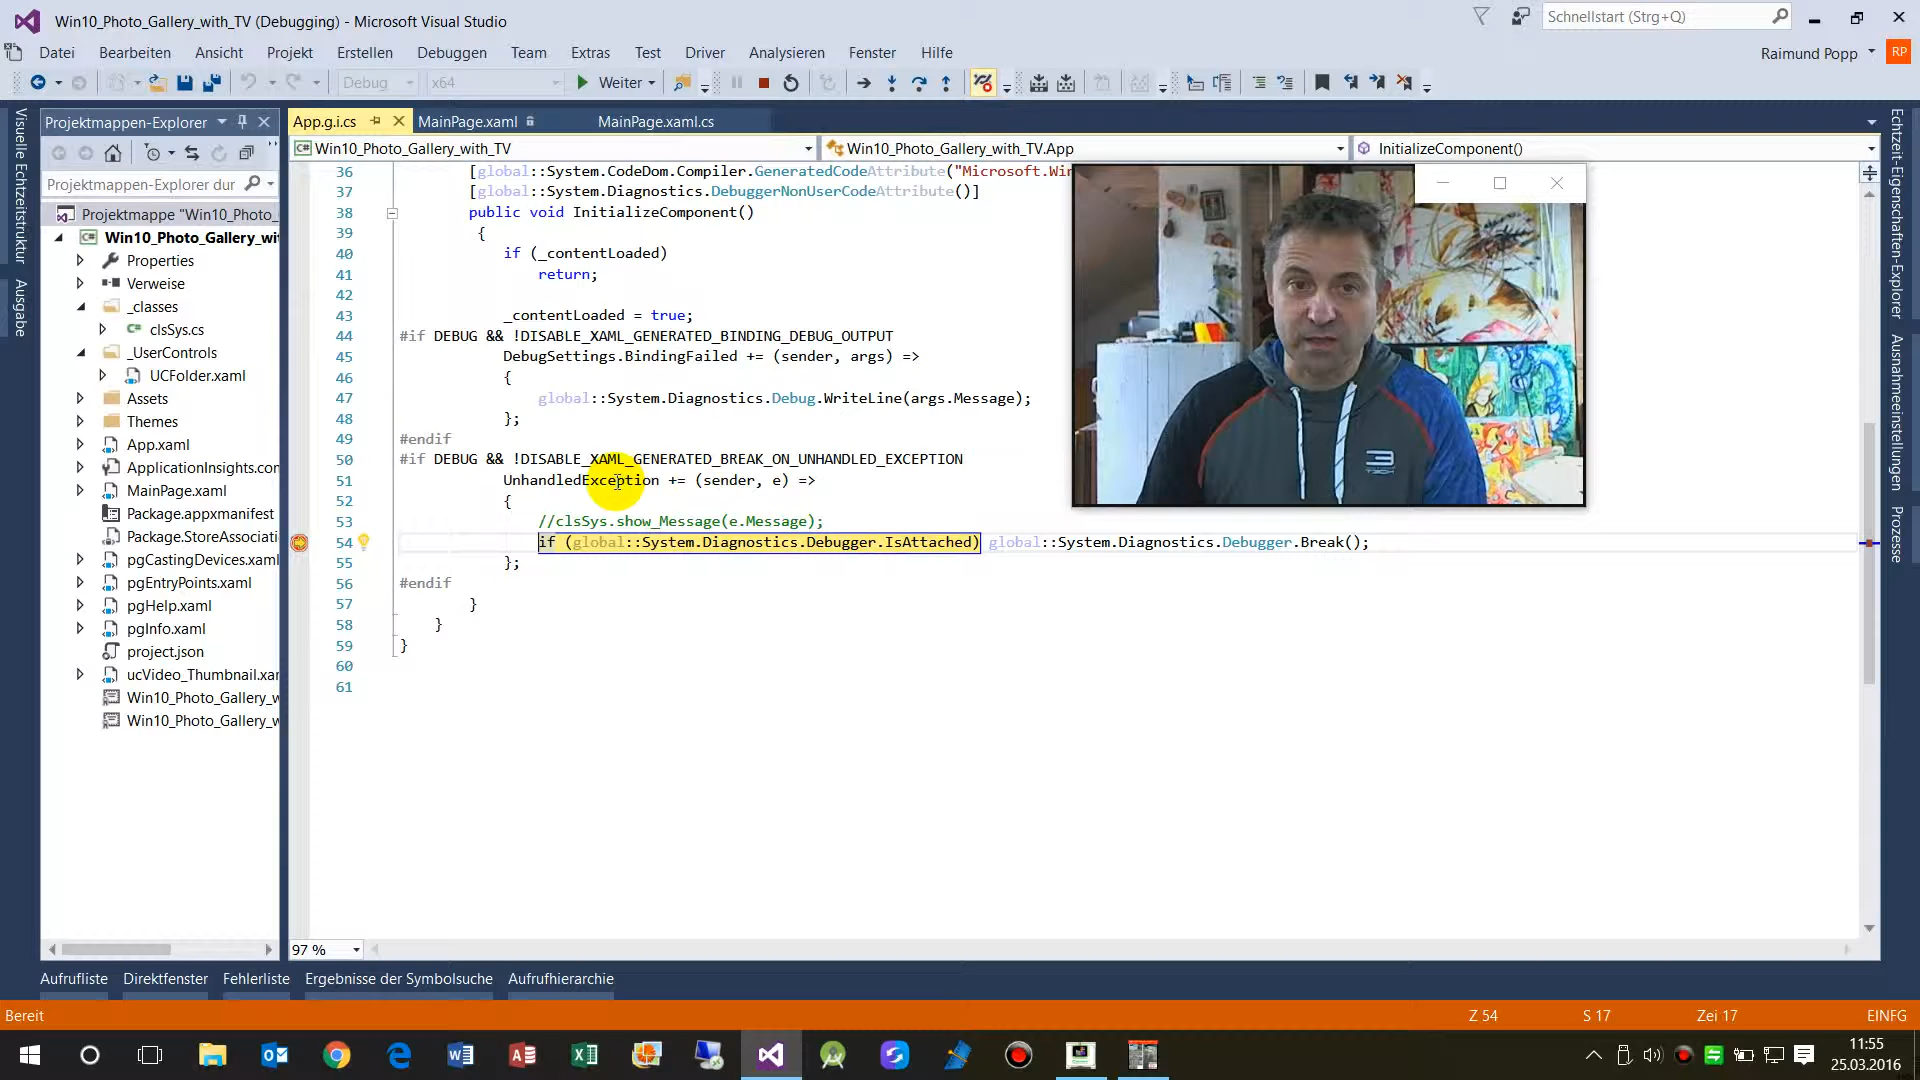 Win10_Photo_Gallery_with_TV (Debugging) - Microsoft Visual Studio
Schnellstart (Strg+Q)
Datei Bearbeiten Ansicht Projekt Erstellen Debuggen Team Extras Test Driver Analysieren Fenster Hilfe
Raimund Popp RP
Debug x64 Weiter
Visuelle Echtzeitstruktur
Ausgabe
Projektmappen-Explorer
Projektmappen-Explorer dur
Projektmappe "Win10_Photo_
Win10_Photo_Gallery_wi
Properties
Verweise
_classes
clsSys.cs
_UserControls
UCFolder.xaml
Assets
Themes
App.xaml
ApplicationInsights.con
MainPage.xaml
Package.appxmanifest
Package.StoreAssociati
pgCastingDevices.xaml
pgEntryPoints.xaml
pgHelp.xaml
pgInfo.xaml
project.json
ucVideo_Thumbnail.xar
Win10_Photo_Gallery_w
Win10_Photo_Gallery_w
App.g.i.cs MainPage.xaml MainPage.xaml.cs
Win10_Photo_Gallery_with_TV Win10_Photo_Gallery_with_TV.App InitializeComponent()
36 [global::System.CodeDom.Compiler.GeneratedCodeAttribute("Microsoft.Win
37 [global::System.Diagnostics.DebuggerNonUserCodeAttribute()]
38 public void InitializeComponent()
39 {
40 if (_contentLoaded)
41 return;
42
43 _contentLoaded = true;
44 #if DEBUG && !DISABLE_XAML_GENERATED_BINDING_DEBUG_OUTPUT
45 DebugSettings.BindingFailed += (sender, args) =>
46 {
47 global::System.Diagnostics.Debug.WriteLine(args.Message);
48 };
49 #endif
50 #if DEBUG && !DISABLE_XAML_GENERATED_BREAK_ON_UNHANDLED_EXCEPTION
51 UnhandledException += (sender, e) =>
52 {
53 //clsSys.show_Message(e.Message);
54 if (global::System.Diagnostics.Debugger.IsAttached) global::System.Diagnostics.Debugger.Break();
55 };
56 #endif
57 }
58 }
59 }
60
61
97 %
Echtzeit-Eigenschaften-Explorer
Ausnahmeeinstellungen
Prozesse
Aufrufliste Direktfenster Fehlerliste Ergebnisse der Symbolsuche Aufrufhierarchie
Bereit Z 54 S 17 Zei 17 EINFG
11:55
25.03.2016